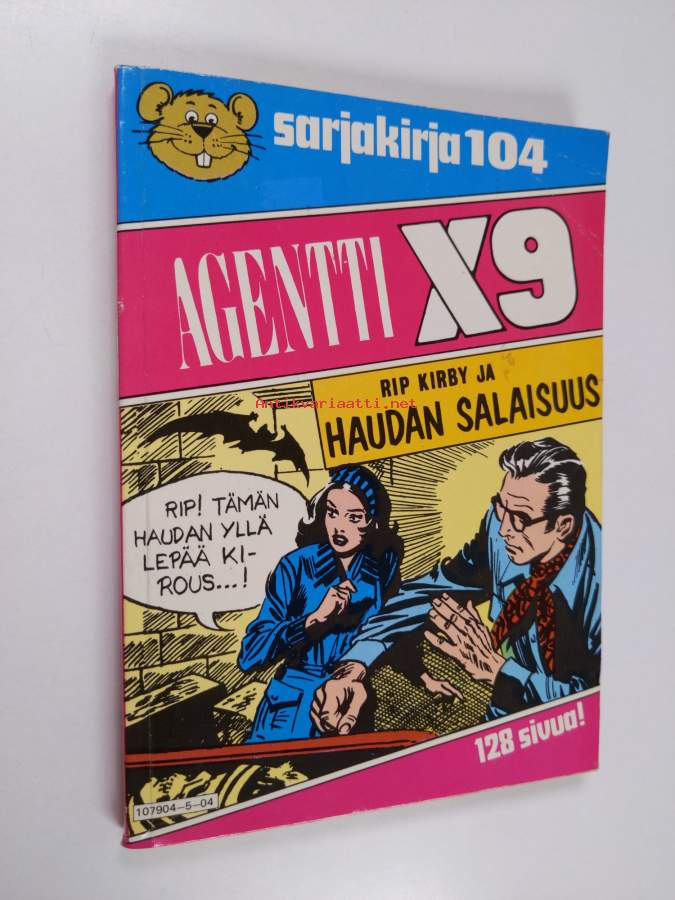 sarjakirja 104
AGENTTI X9
RIP KIRBY JA
HAUDAN SALAISUUS
Antikvariaatti.net
RIP! TÄMÄN
HAUDAN YLLÄ
LEPÄÄ KI-
ROUS...!
128 sivua!
107904-5-04